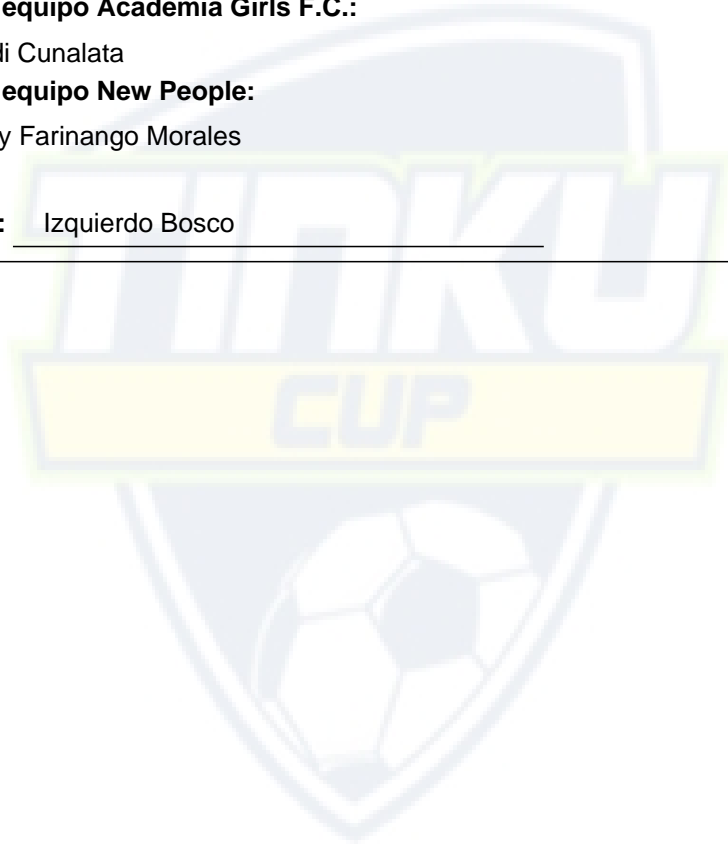 equipo Academia Girls F.C.:
di Cunalata
equipo New People:
y Farinango Morales
: Izquierdo Bosco
TINKU
CUP